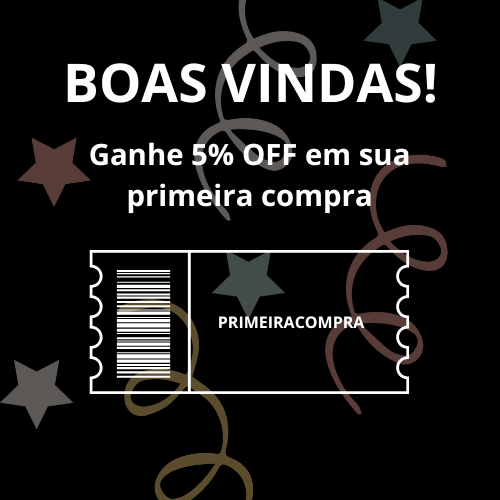 BOAS VINDAS!
Ganhe 5% OFF em sua
primeira compra
PRIMEIRACOMPRA